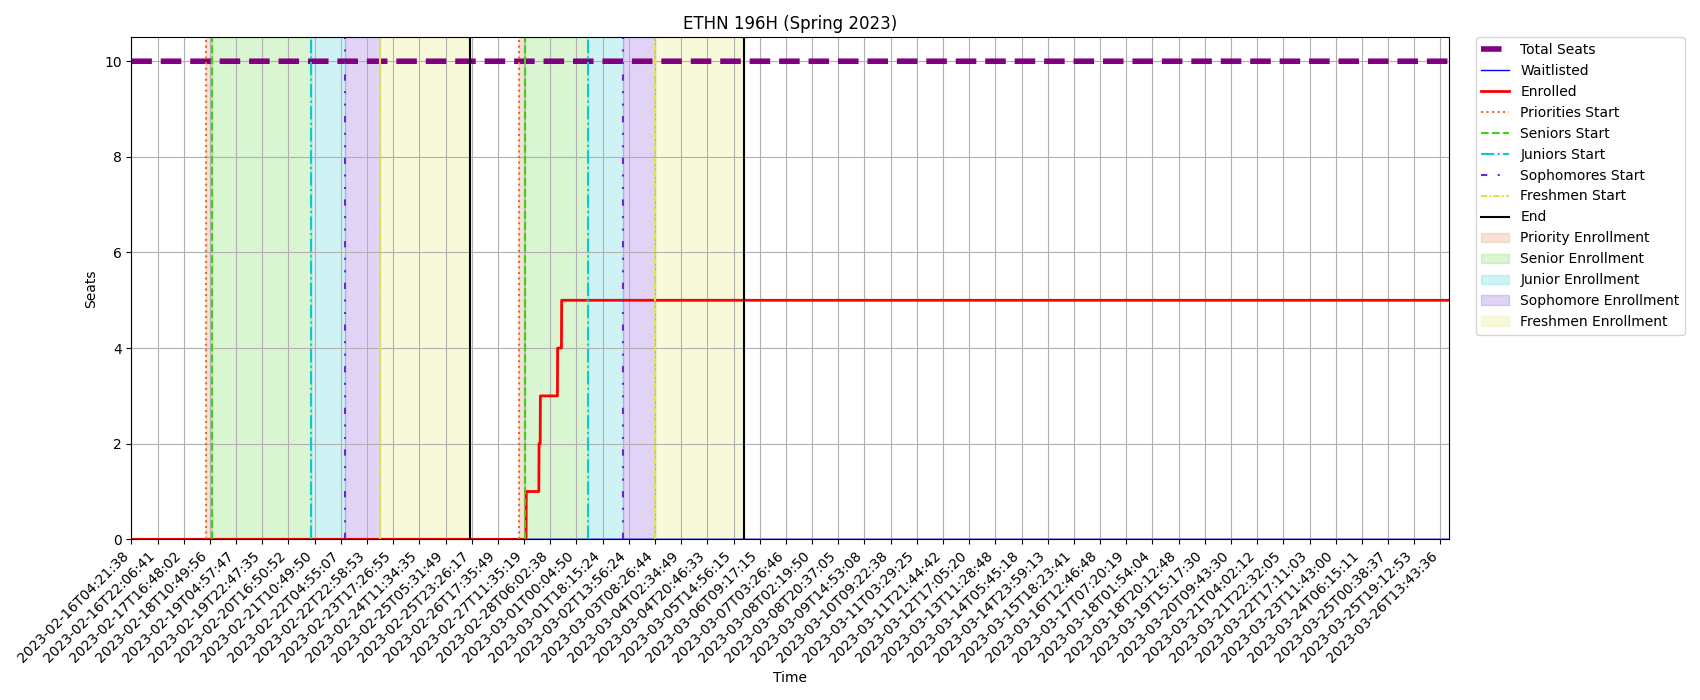 ETHN 196H (Spring 2023)
Total Seats
Waitlisted
Enrolled
Priorities Start
Seniors Start
Juniors Start
Sophomores Start
Freshmen Start
End
Priority Enrollment
Senior Enrollment
Junior Enrollment
Sophomore Enrollment
Freshmen Enrollment
Seats
10
8
6
4
2
0
2023-02-16T04:21:38
2023-02-16T22:06:41
2023-02-17T16:48:02
2023-02-18T10:49:56
2023-02-19T04:57:47
2023-02-19T22:47:35
2023-02-20T16:50:52
2023-02-21T10:49:50
2023-02-22T04:55:07
2023-02-22T22:58:53
2023-02-23T17:26:55
2023-02-24T11:34:35
2023-02-25T05:31:49
2023-02-25T23:26:17
2023-02-26T17:35:49
2023-02-27T11:35:19
2023-02-28T06:02:38
2023-03-01T00:04:50
2023-03-01T18:15:24
2023-03-02T13:56:24
2023-03-03T08:26:44
2023-03-04T02:34:49
2023-03-04T20:46:33
2023-03-05T14:56:15
2023-03-06T09:17:15
2023-03-07T03:26:46
2023-03-08T02:19:50
2023-03-08T20:37:05
2023-03-09T14:53:08
2023-03-10T09:22:38
2023-03-11T03:29:25
2023-03-11T21:44:42
2023-03-12T17:05:20
2023-03-13T11:28:48
2023-03-14T05:45:18
2023-03-14T23:59:13
2023-03-15T18:23:41
2023-03-16T12:46:48
2023-03-17T07:20:19
2023-03-18T01:54:04
2023-03-18T20:12:48
2023-03-19T15:17:30
2023-03-20T09:43:30
2023-03-21T04:02:12
2023-03-21T22:32:05
2023-03-22T17:11:03
2023-03-23T11:43:00
2023-03-24T06:15:11
2023-03-25T00:38:37
2023-03-25T19:12:53
2023-03-26T13:43:36
Time